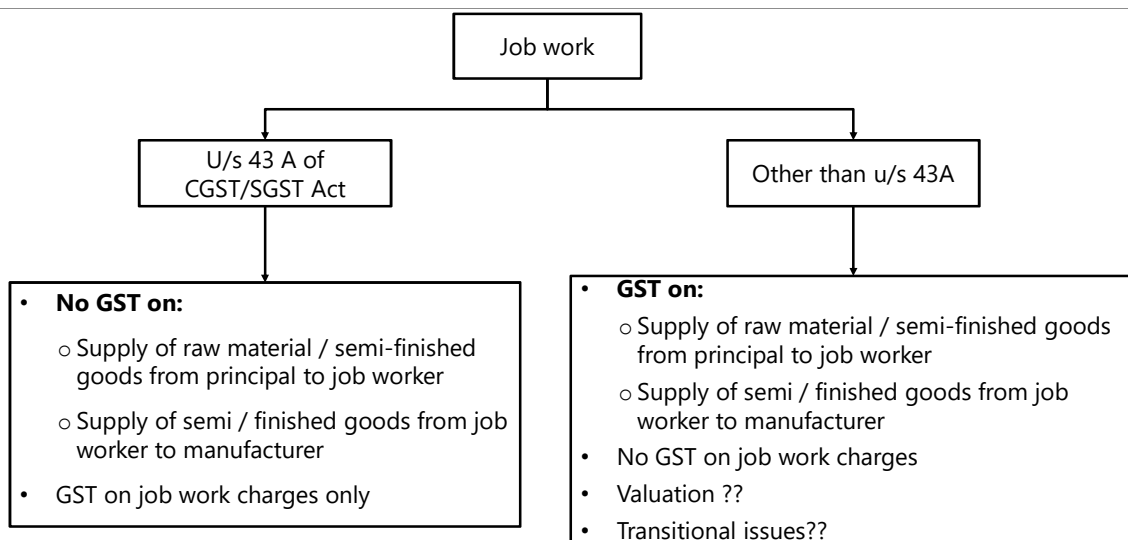 Job work
U/s 43 A of
CGST/SGST Act
Other than u/s 43A
• No GST on:
o Supply of raw material / semi-finished
goods from principal to job worker
o Supply of semi / finished goods from job
worker to manufacturer
• GST on job work charges only
• GST on:
o Supply of raw material / semi-finished goods
from principal to job worker
o Supply of semi / finished goods from job
worker to manufacturer
• No GST on job work charges
• Valuation ??
• Transitional issues??